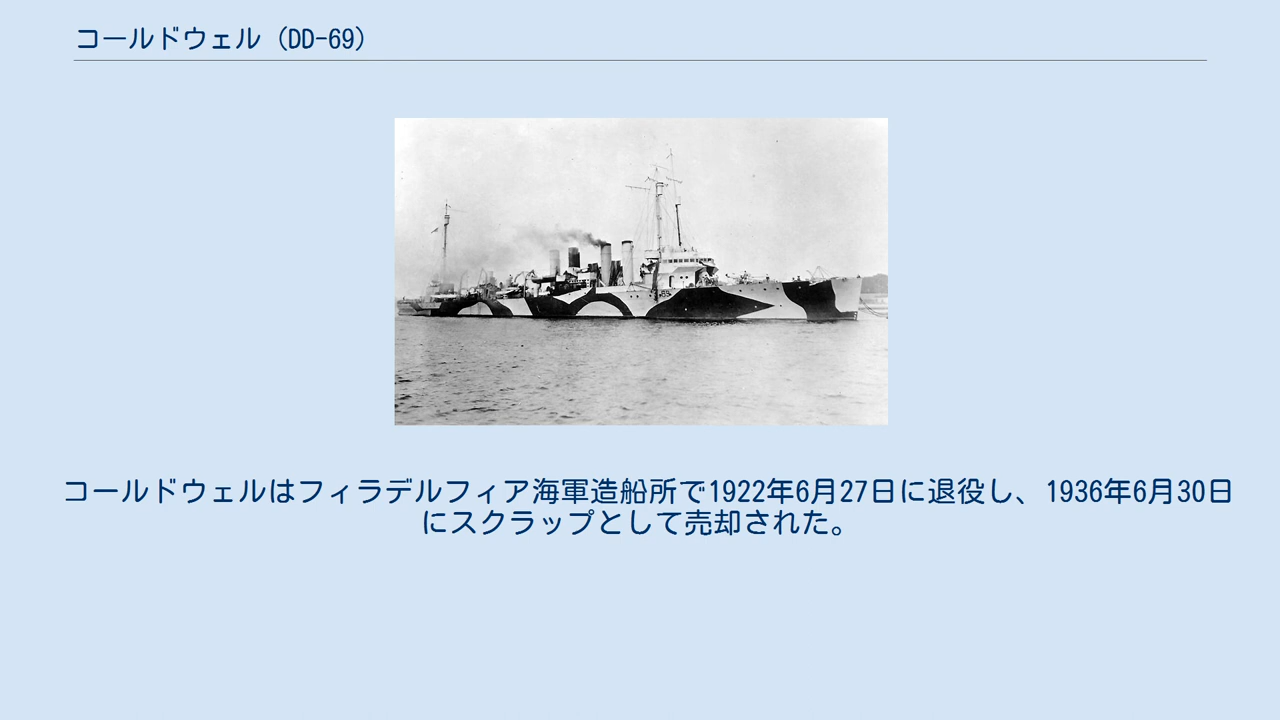 コールドウェル（DD-69）
コールドウェルはフィラデルフィア海軍造船所で1922年6月27日に退役し、1936年6月30日
にスクラップとして売却された。